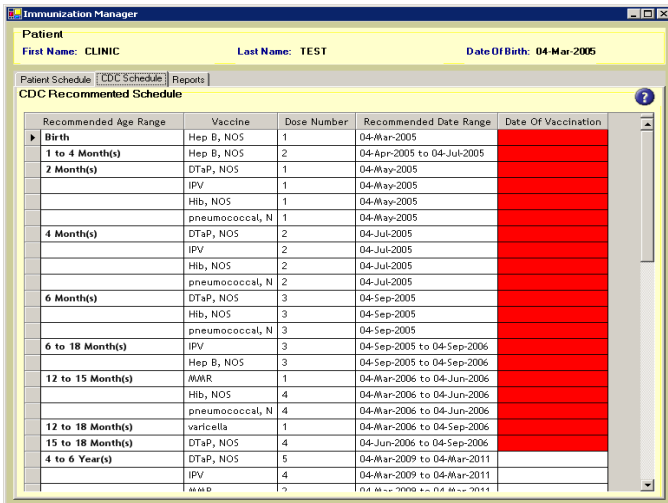 Immunization Manager
Patient
First Name: CLINIC Last Name: TEST Date Of Birth: 04-Mar-2005
Patient Schedule CDC Schedule Reports
CDC Recommented Schedule
?
Recommended Age Range Vaccine Dose Number Recommended Date Range Date Of Vaccination
Birth Hep B, NOS 1 04-Mar-2005
1 to 4 Month(s) Hep B, NOS 2 04-Apr-2005 to 04-Jul-2005
2 Month(s) DTaP, NOS 1 04-May-2005
IPV 1 04-May-2005
Hib, NOS 1 04-May-2005
pneumococcal, N 1 04-May-2005
4 Month(s) DTaP, NOS 2 04-Jul-2005
IPV 2 04-Jul-2005
Hib, NOS 2 04-Jul-2005
pneumococcal, N 2 04-Jul-2005
6 Month(s) DTaP, NOS 3 04-Sep-2005
Hib, NOS 3 04-Sep-2005
pneumococcal, N 3 04-Sep-2005
6 to 18 Month(s) IPV 3 04-Sep-2005 to 04-Sep-2006
Hep B, NOS 3 04-Sep-2005 to 04-Sep-2006
12 to 15 Month(s) MMR 1 04-Mar-2006 to 04-Jun-2006
Hib, NOS 4 04-Mar-2006 to 04-Jun-2006
pneumococcal, N 4 04-Mar-2006 to 04-Jun-2006
12 to 18 Month(s) varicella 1 04-Mar-2006 to 04-Sep-2006
15 to 18 Month(s) DTaP, NOS 4 04-Jun-2006 to 04-Sep-2006
4 to 6 Year(s) DTaP, NOS 5 04-Mar-2009 to 04-Mar-2011
IPV 4 04-Mar-2009 to 04-Mar-2011
MMR 2 04-Mar-2009 to 04-Mar-2011